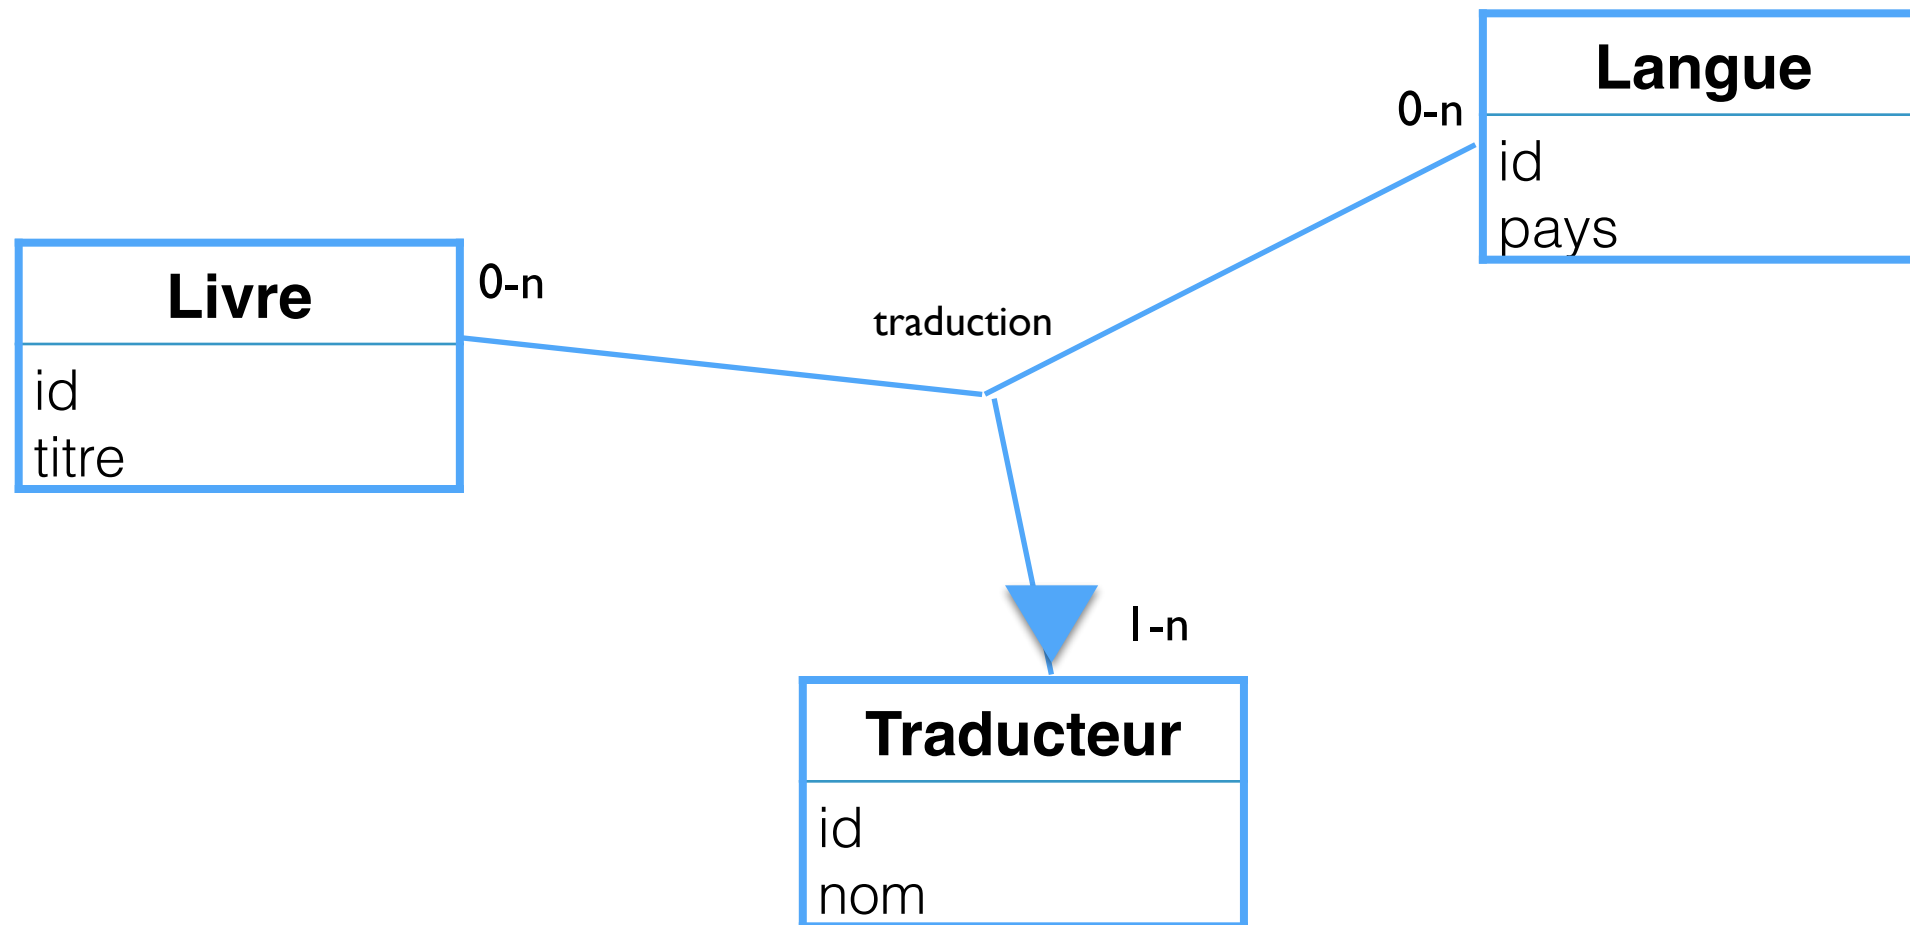 Langue
0-n
id
pays
Livre
0-n
id
titre
traduction
1-n
Traducteur
id
nom